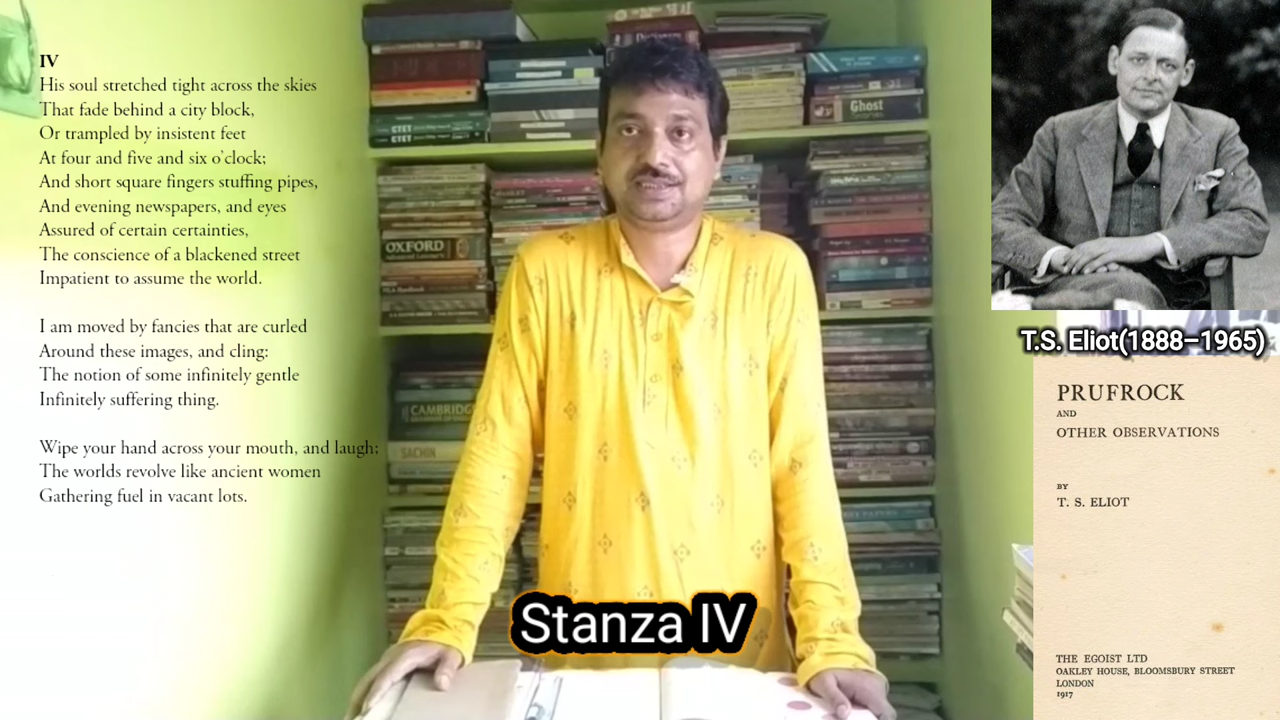 IV
His soul stretched tight across the skies
That fade behind a city block,
Or trampled by insistent feet
At four and five and six o'clock;
And short square fingers stuffing pipes,
And evening newspapers, and eyes
Assured of certain certainties,
The conscience of a blackened street
Impatient to assume the world.
I am moved by fancies that are curled
Around these images, and cling:
The notion of some infinitely gentle
Infinitely suffering thing.
Wipe your hand across your mouth, and laugh;
The worlds revolve like ancient women
Gathering fuel in vacant lots.
Ghost
CTET
CTET
OXFORD
CAMBRIDGE
SACHIN
Stanza IV
T.S. Eliot(1888–1965)
PRUFROCK
AND
OTHER OBSERVATIONS
BY
T. S. ELIOT
THE EGOIST LTD
OAKLEY HOUSE, BLOOMSBURY STREET
LONDON
1917